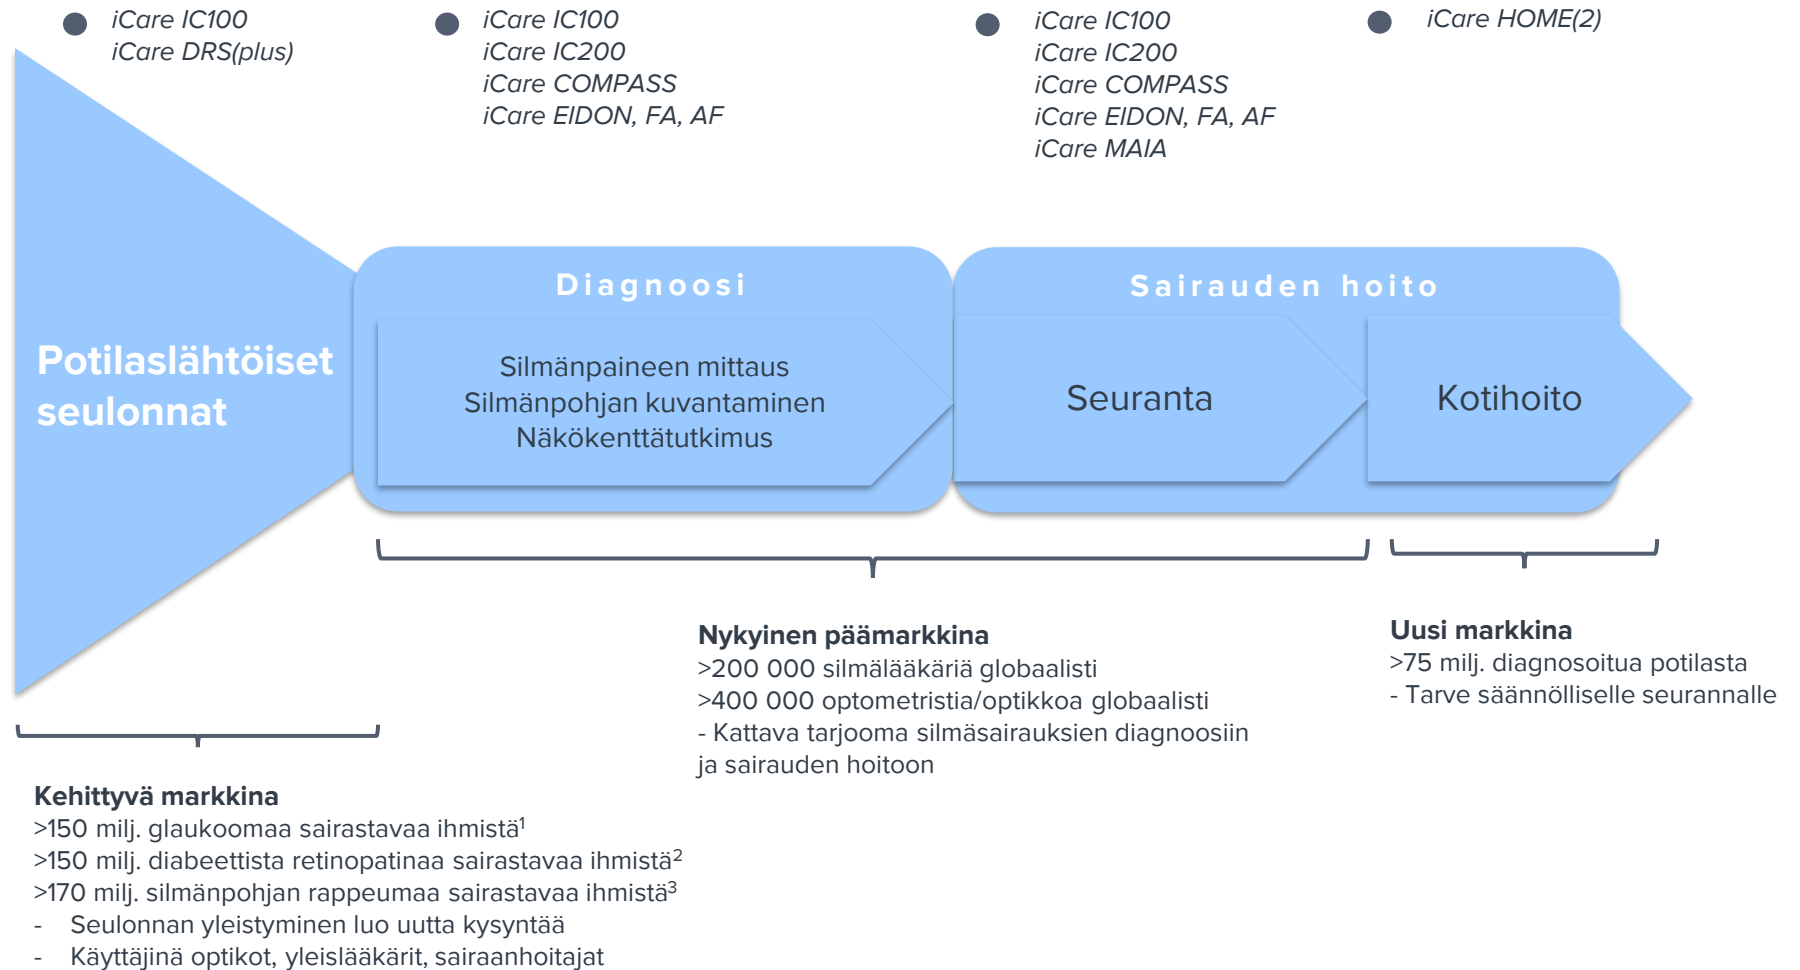 iCare IC100
iCare DRS(plus)
iCare IC100
iCare IC200
iCare COMPASS
iCare EIDON, FA, AF
iCare IC100
iCare IC200
iCare COMPASS
iCare EIDON, FA, AF
iCare MAIA
iCare HOME(2)
Potilaslähtöiset
seulonnat
Diagnoosi
Silmänpaineen mittaus
Silmänpohjan kuvantaminen
Näkökenttätutkimus
Sairauden hoito
Seuranta
Kotihoito
Nykyinen päämarkkina
>200 000 silmälääkäriä globaalisti
>400 000 optometristia/optikkoa globaalisti
- Kattava tarjooma silmäsairauksien diagnoosiin
ja sairauden hoitoon
Uusi markkina
>75 milj. diagnosoitua potilasta
- Tarve säännölliselle seurannalle
Kehittyvä markkina
>150 milj. glaukoomaa sairastavaa ihmistä¹
>150 milj. diabeettista retinopatinaa sairastavaa ihmistä²
>170 milj. silmänpohjan rappeumaa sairastavaa ihmistä³
- Seulonnan yleistyminen luo uutta kysyntää
- Käyttäjinä optikot, yleislääkärit, sairaanhoitajat